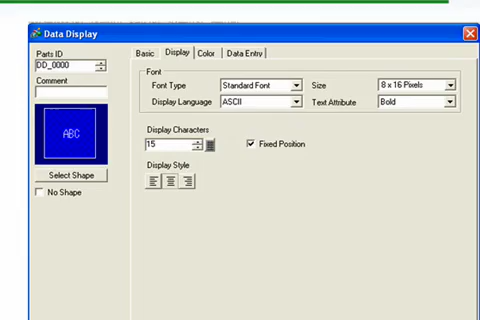 Data Display
Parts ID
DD_0000
Comment
ABC
Select Shape
No Shape
Basic Display Color Data Entry
Font
Font Type Standard Font Size 8 x 16 Pixels
Display Language ASCII Text Attribute Bold
Display Characters
15 Fixed Position
Display Style